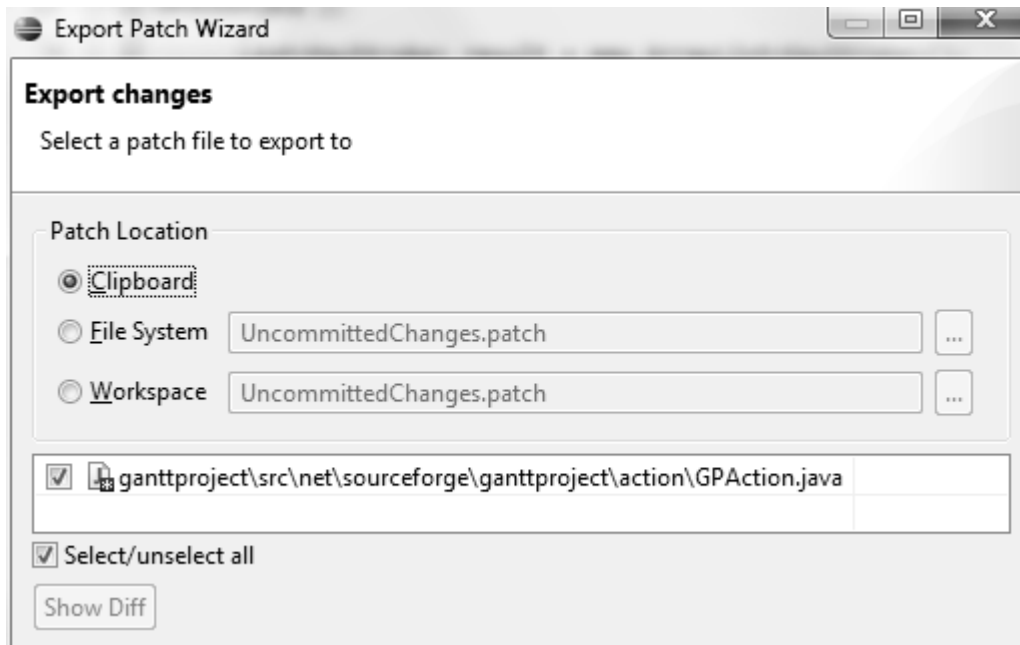 Export Patch Wizard
Export changes
Select a patch file to export to
Patch Location
Clipboard
File System UncommittedChanges.patch ...
Workspace UncommittedChanges.patch ...
ganttproject\src\net\sourceforge\ganttproject\action\GPAction.java
Select/unselect all
Show Diff